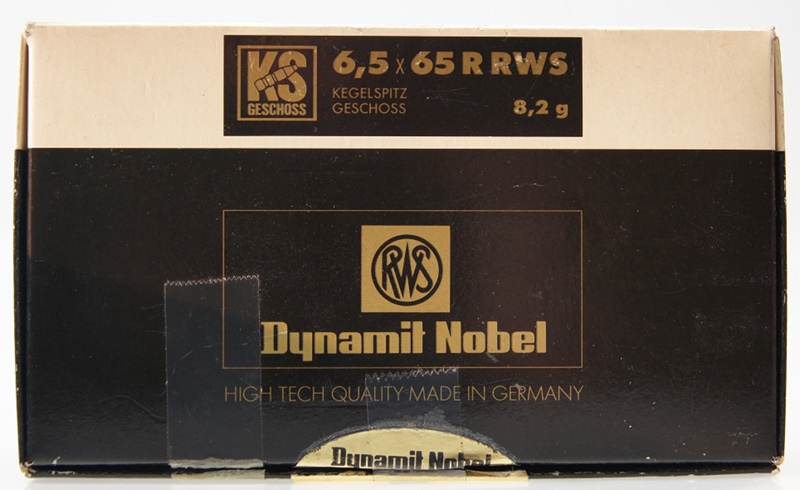 KS
GESCHOSS
6,5 x 65 R RWS
KEGELSPITZ
GESCHOSS
8,2 g
RWS
Dynamit Nobel
HIGH TECH QUALITY MADE IN GERMANY
Dynamit Nobel